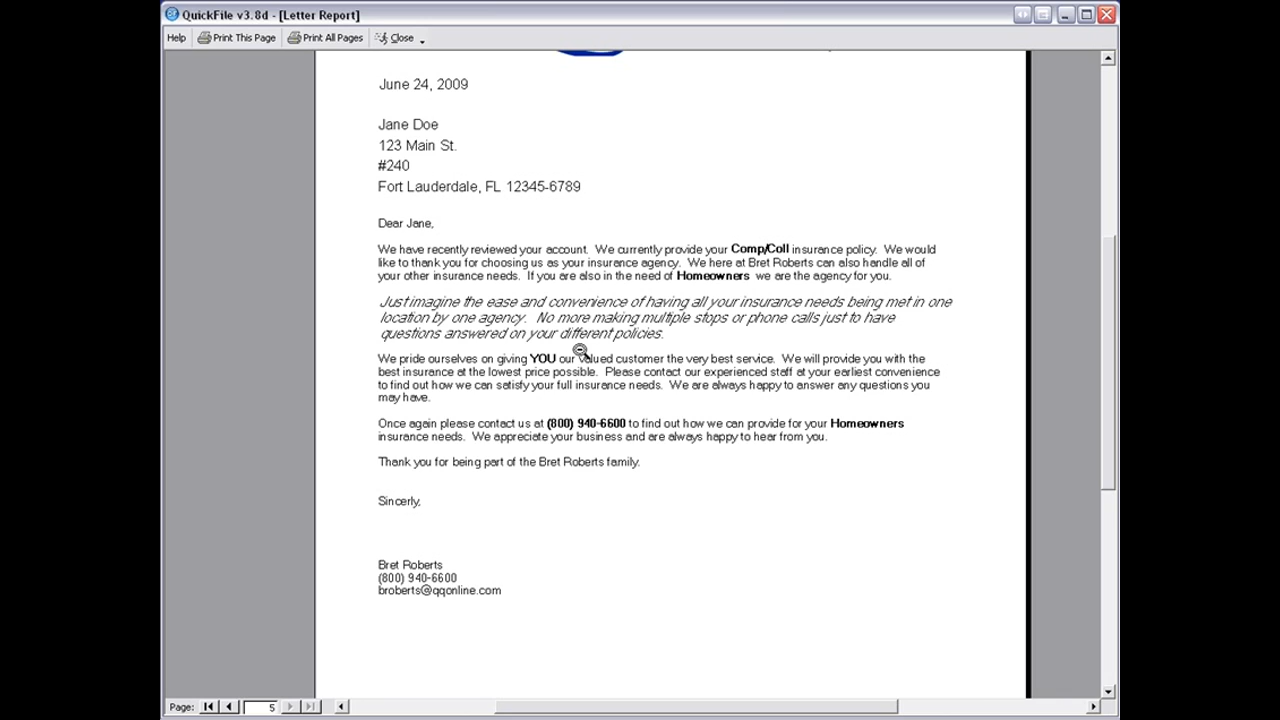 QuickFile v3.8d - [Letter Report]
Help Print This Page Print All Pages Close
June 24, 2009
Jane Doe
123 Main St.
#240
Fort Lauderdale, FL 12345-6789
Dear Jane,
We have recently reviewed your account. We currently provide your Comp/Coll insurance policy. We would
like to thank you for choosing us as your insurance agency. We here at Bret Roberts can also handle all of
your other insurance needs. If you are also in the need of Homeowners we are the agency for you.
Just imagine the ease and convenience of having all your insurance needs being met in one
location by one agency. No more making multiple stops or phone calls just to have
questions answered on your different policies.
We pride ourselves on giving YOU our valued customer the very best service. We will provide you with the
best insurance at the lowest price possible. Please contact our experienced staff at your earliest convenience
to find out how we can satisfy your full insurance needs. We are always happy to answer any questions you
may have.
Once again please contact us at (800) 940-6600 to find out how we can provide for your Homeowners
insurance needs. We appreciate your business and are always happy to hear from you.
Thank you for being part of the Bret Roberts family.
Sincerly,
Bret Roberts
(800) 940-6600
broberts@qqonline.com
Page: 5